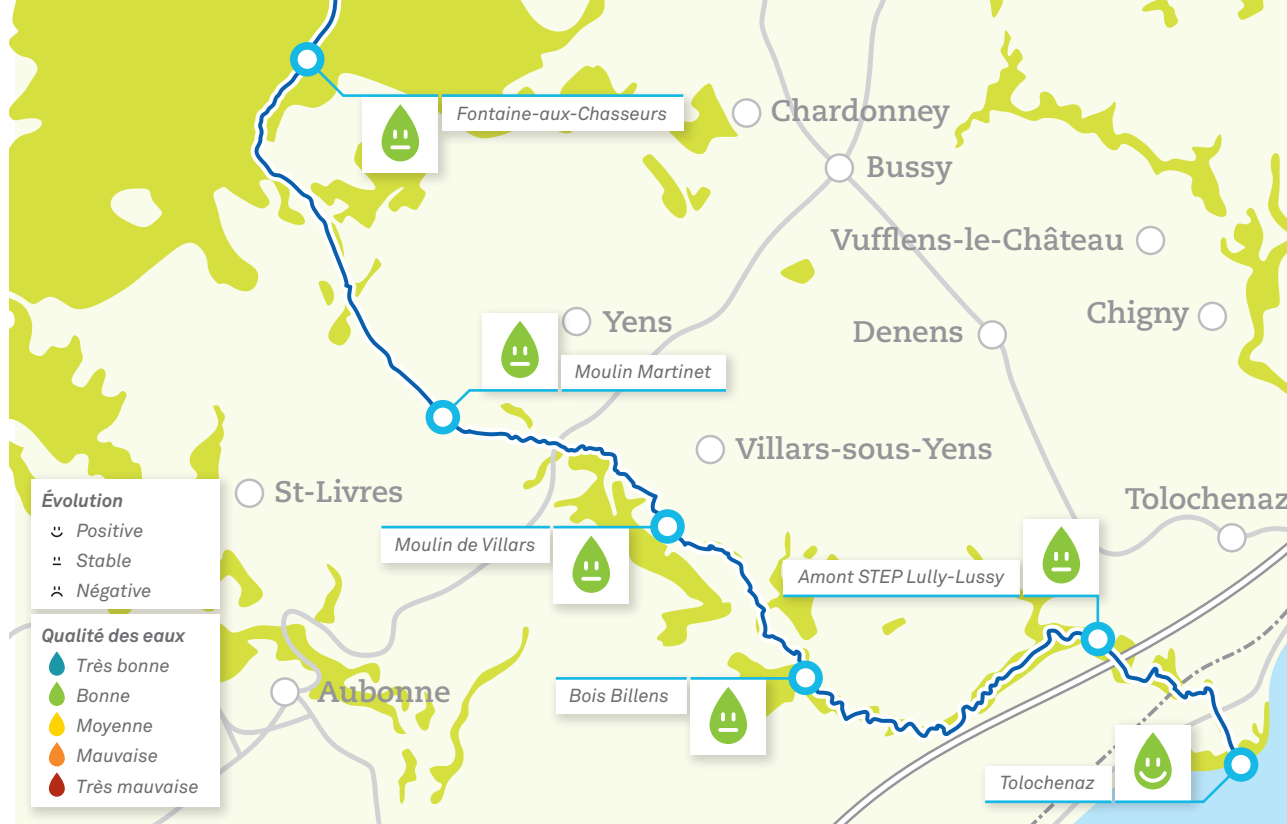 Fontaine-aux-Chasseurs
Chardonney
Bussy
Vufflens-le-Château
Chigny
Yens
Denens
Moulin Martinet
Villars-sous-Yens
St-Livres
Tolochenaz
Moulin de Villars
Amont STEP Lully-Lussy
Aubonne
Bois Billens
Tolochenaz
Évolution
Positive
Stable
Négative
Qualité des eaux
Très bonne
Bonne
Moyenne
Mauvaise
Très mauvaise